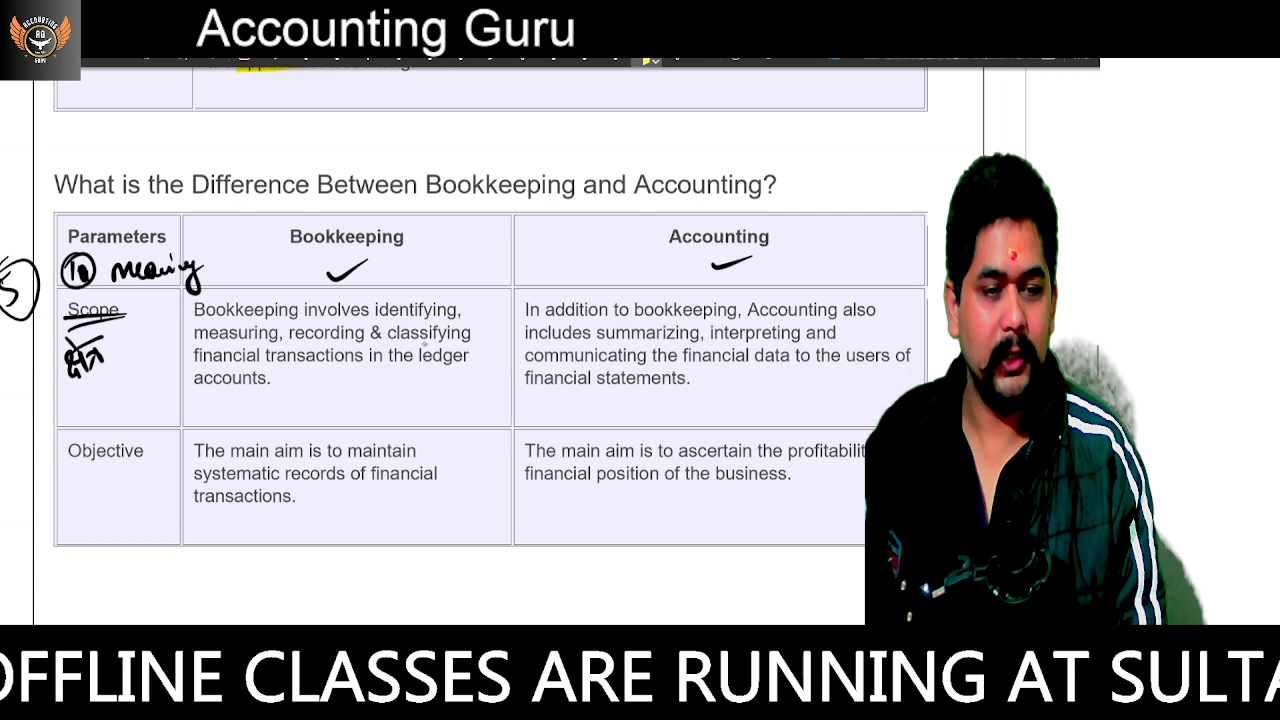 Accounting Guru
What is the Difference Between Bookkeeping and Accounting?
Parameters
Bookkeeping
Accounting
Meaning
Scope
Bookkeeping involves identifying,
measuring, recording & classifying
financial transactions in the ledger
accounts.
In addition to bookkeeping, Accounting also
includes summarizing, interpreting and
communicating the financial data to the users of
financial statements.
क्षेत्र
Objective
The main aim is to maintain
systematic records of financial
transactions.
The main aim is to ascertain the
financial position of the business.
OFFLINE CLASSES ARE RUNNING AT